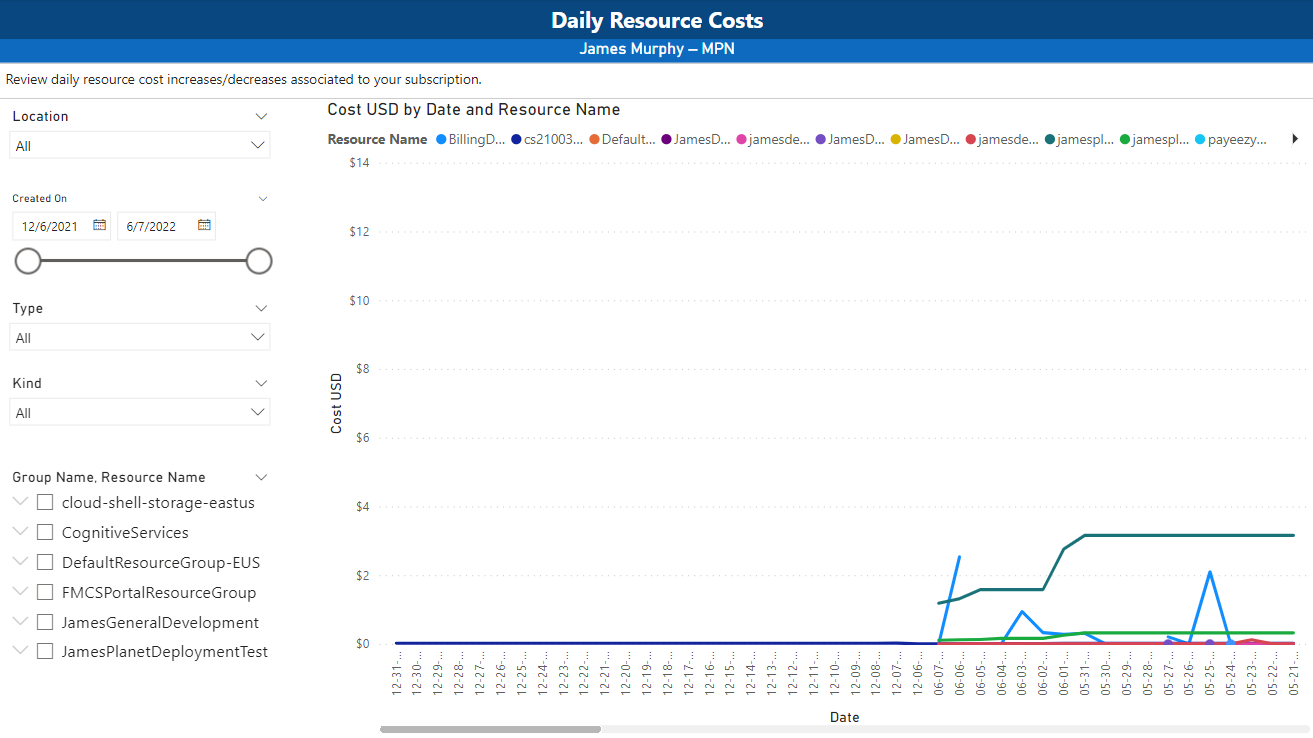 Daily Resource Costs
James Murphy – MPN
Review daily resource cost increases/decreases associated to your subscription.
Location
All
Created On
12/6/2021 6/7/2022
Type
All
Kind
All
Group Name, Resource Name
cloud-shell-storage-eastus
CognitiveServices
DefaultResourceGroup-EUS
FMCSPortalResourceGroup
JamesGeneralDevelopment
JamesPlanetDeploymentTest
Cost USD by Date and Resource Name
Resource Name BillingD... cs21003... Default... JamesD... jamesde... JamesD... JamesD... jamesde... jamespl... jamespl... payeezy...
$14
$12
$10
$8
$6
$4
$2
$0
Cost USD
12-31-...
12-30-...
12-29-...
12-28-...
12-27-...
12-26-...
12-25-...
12-24-...
12-23-...
12-22-...
12-21-...
12-20-...
12-19-...
12-18-...
12-17-...
12-16-...
12-15-...
12-14-...
12-13-...
12-12-...
12-11-...
12-10-...
12-09-...
12-08-...
12-07-...
12-06-...
06-07-...
06-06-...
06-05-...
06-04-...
06-03-...
06-02-...
06-01-...
05-31-...
05-30-...
05-29-...
05-28-...
05-27-...
05-26-...
05-25-...
05-24-...
05-23-...
05-22-...
05-21-...
Date